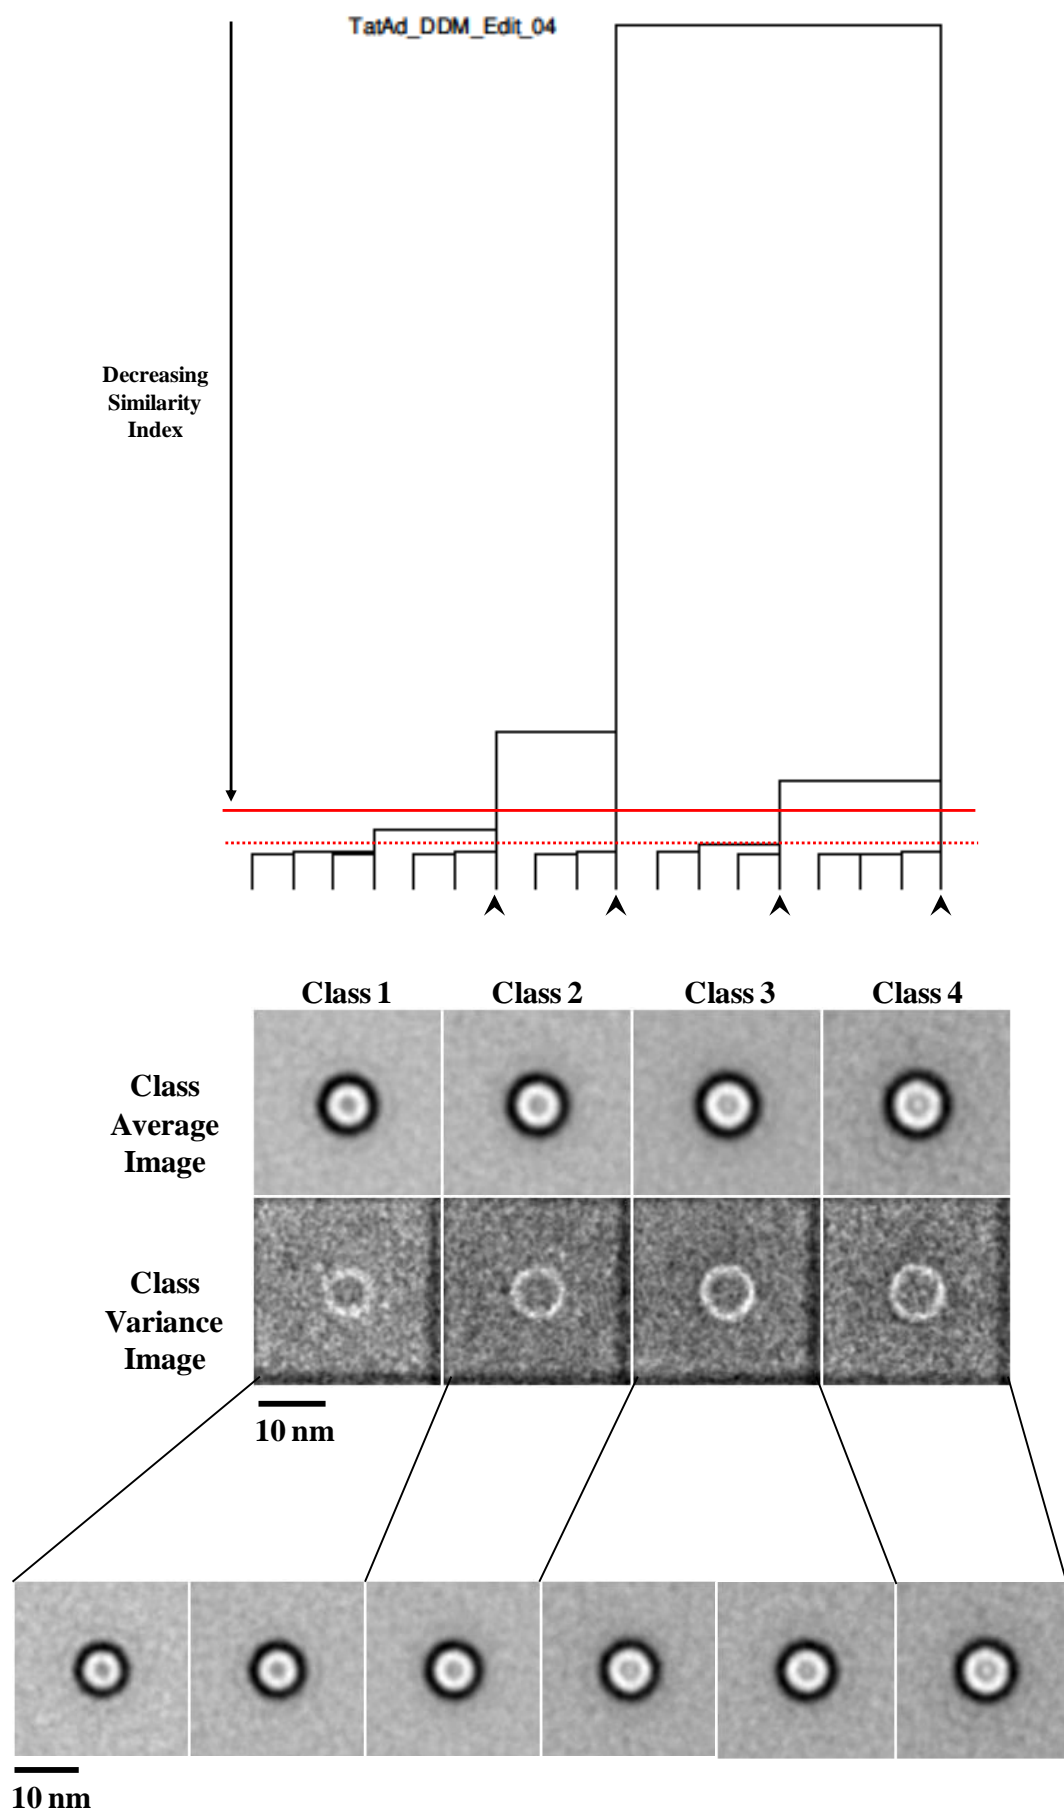 TatAd_DDM_Edit_04
Decreasing
Similarity
Index
Class 1
Class 2
Class 3
Class 4
Class
Average
Image
Class
Variance
Image
10 nm
10 nm